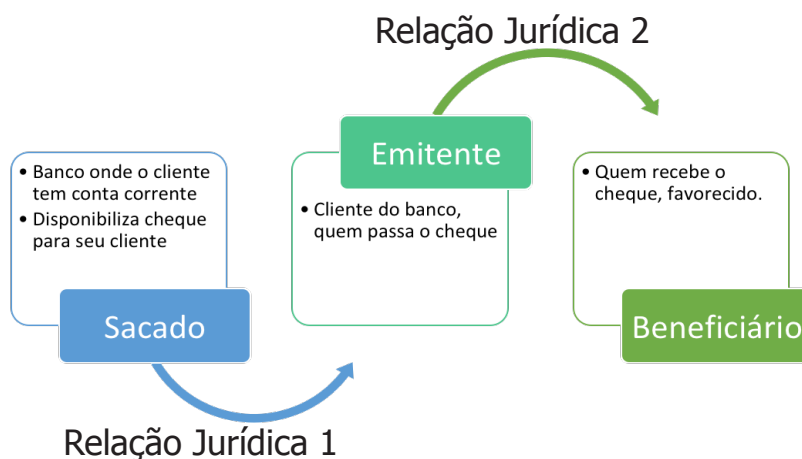 Relação Jurídica 2
• Banco onde o cliente
tem conta corrente
• Disponibiliza cheque
para seu cliente
Sacado
Emitente
• Cliente do banco,
quem passa o cheque
• Quem recebe o
cheque, favorecido.
Beneficiário
Relação Jurídica 1